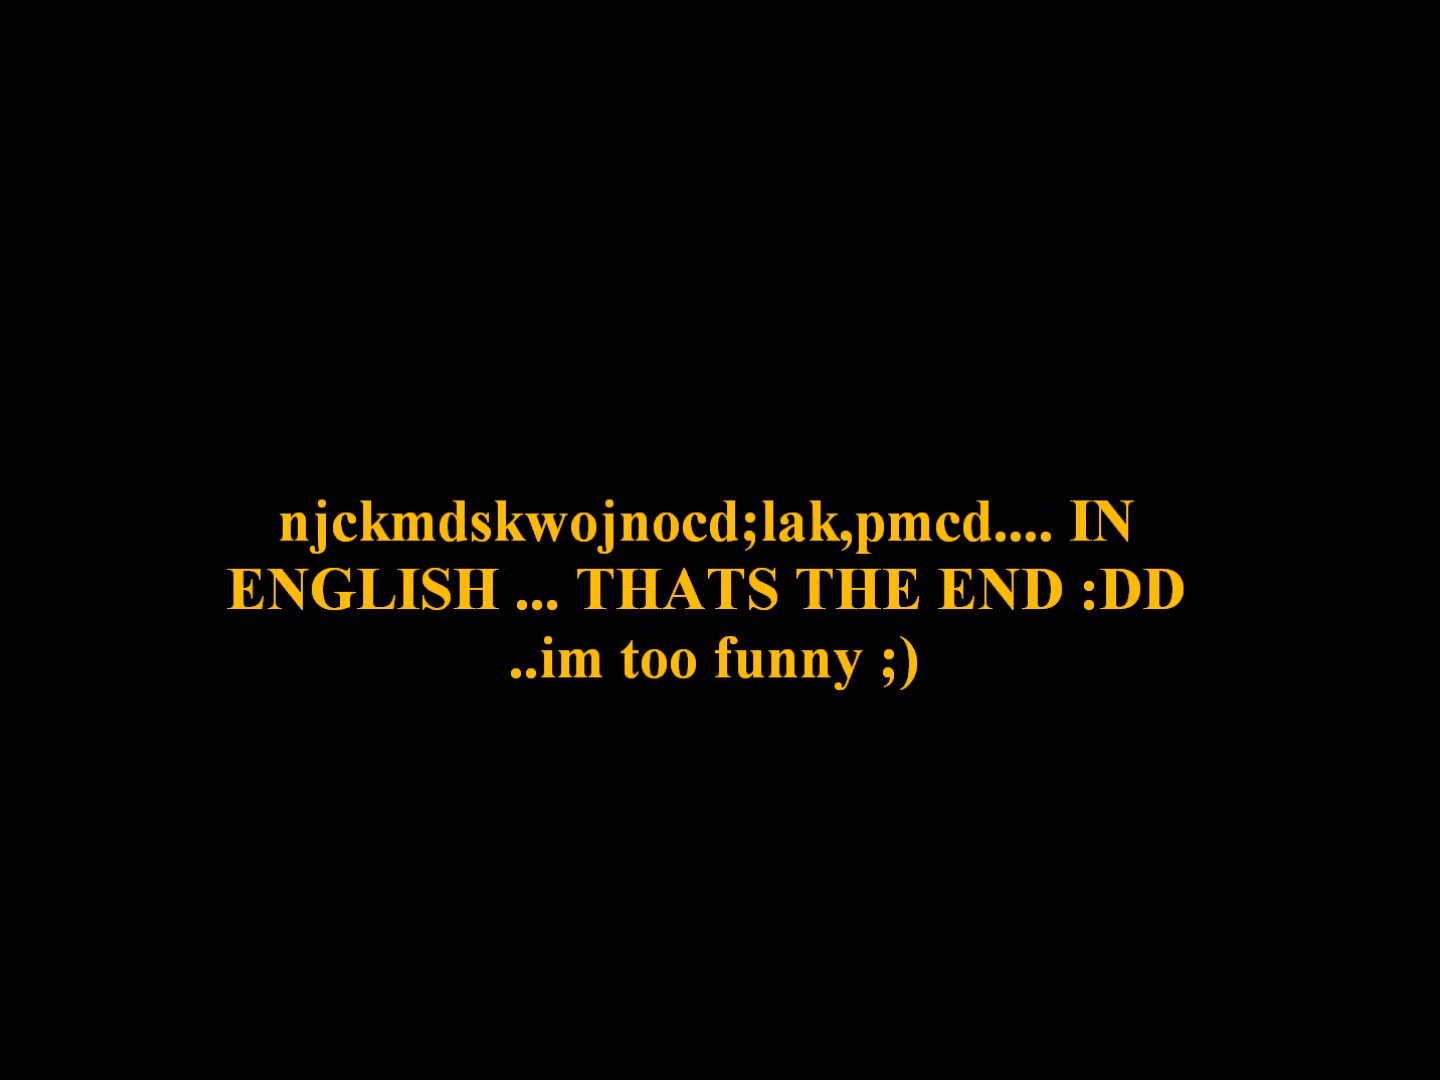 njckmdskwojnocd;lak,pmcd.... IN
ENGLISH ... THATS THE END :DD
..im too funny ;)